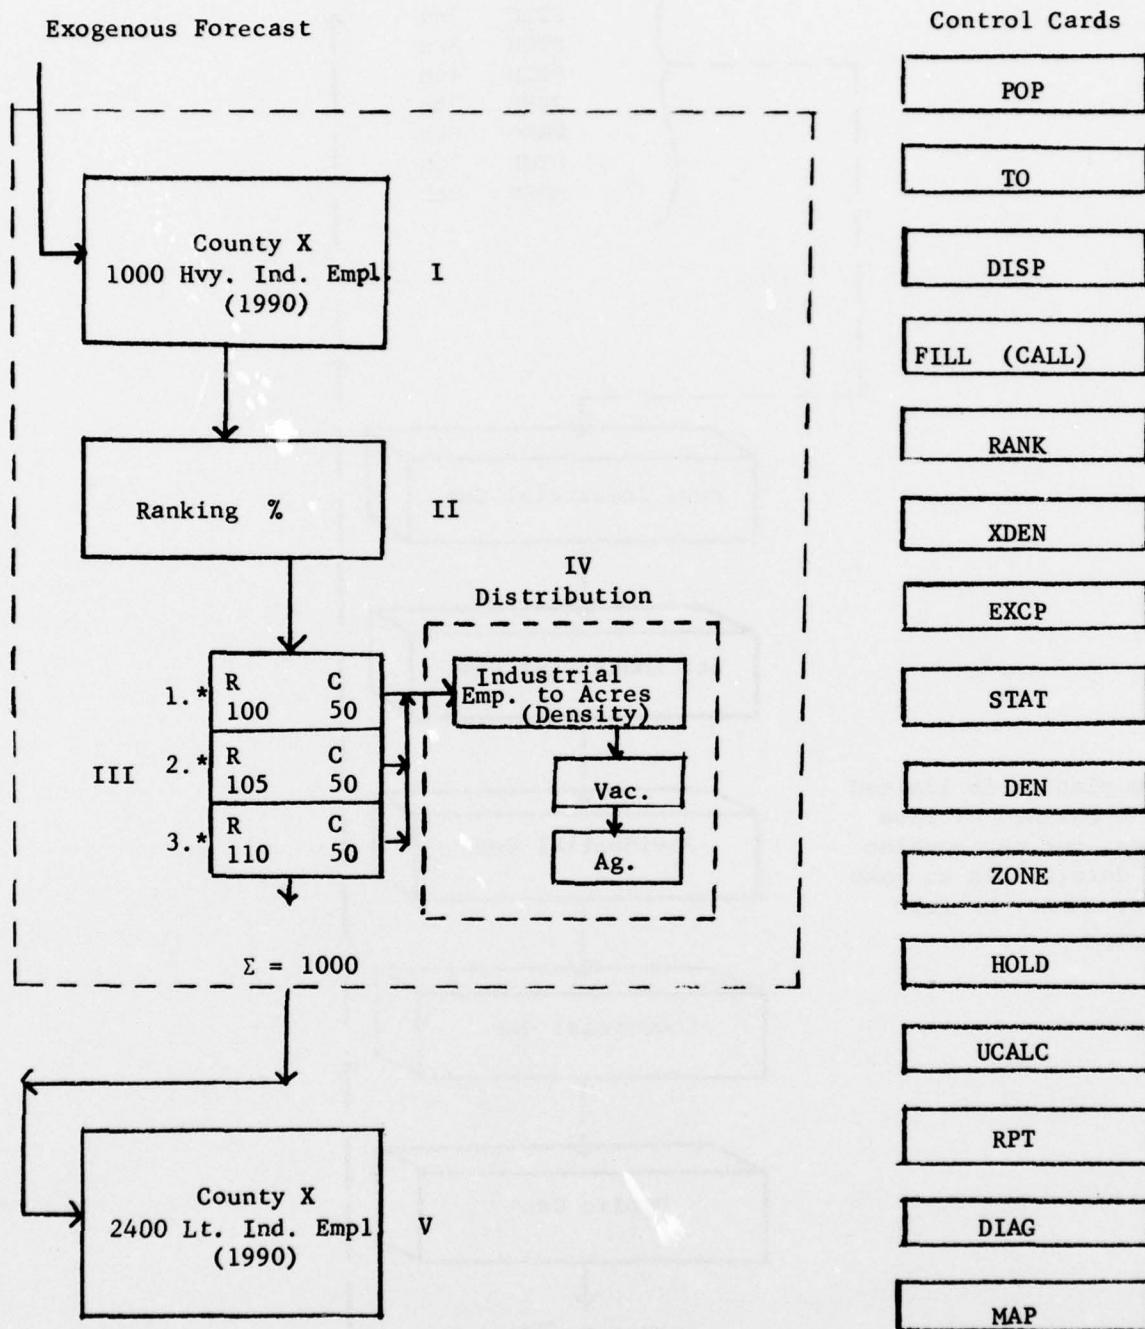 Exogenous Forecast
County X
1000 Hvy. Ind. Empl.
(1990)
I
Ranking %
II
IV
Distribution
III
1.*
R C
100 50
2.*
R C
105 50
3.*
R C
110 50
Industrial
Emp. to Acres
(Density)
Vac.
Ag.
Σ = 1000
County X
2400 Lt. Ind. Empl
(1990)
V
Control Cards
POP
TO
DISP
FILL (CALL)
RANK
XDEN
EXCP
STAT
DEN
ZONE
HOLD
UCALC
RPT
DIAG
MAP